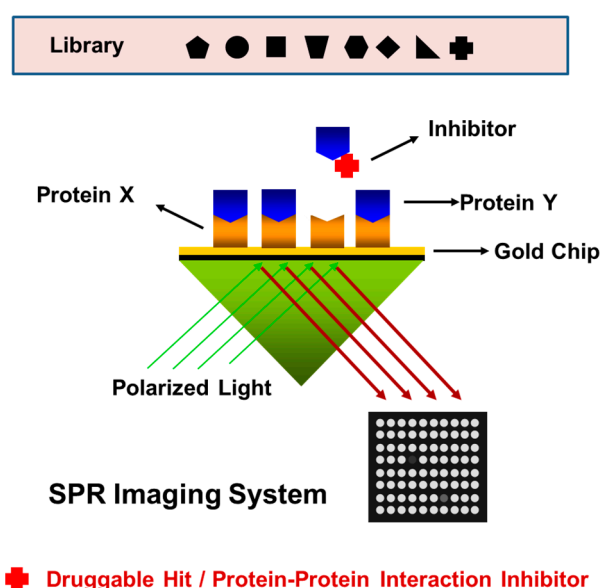 Library
Inhibitor
Protein X
Protein Y
Gold Chip
Polarized Light
SPR Imaging System
Druggable Hit / Protein-Protein Interaction Inhibitor